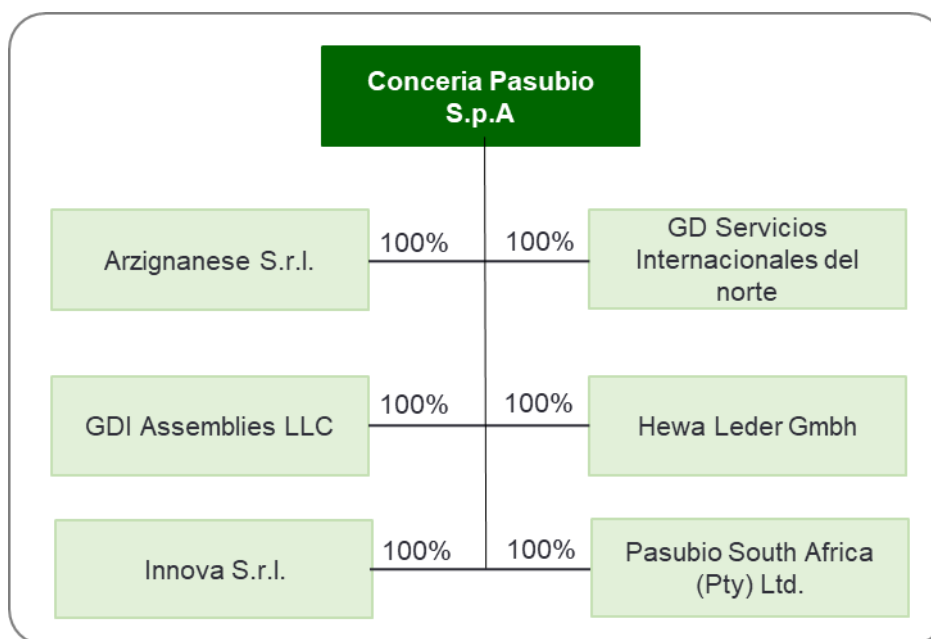 Conceria Pasubio
S.p.A
Arzignanese S.r.l.
100%
100%
GD Servicios
Internacionales del
norte
GDI Assemblies LLC
100%
100%
Hewa Leder Gmbh
Innova S.r.l.
100%
100%
Pasubio South Africa
(Pty) Ltd.